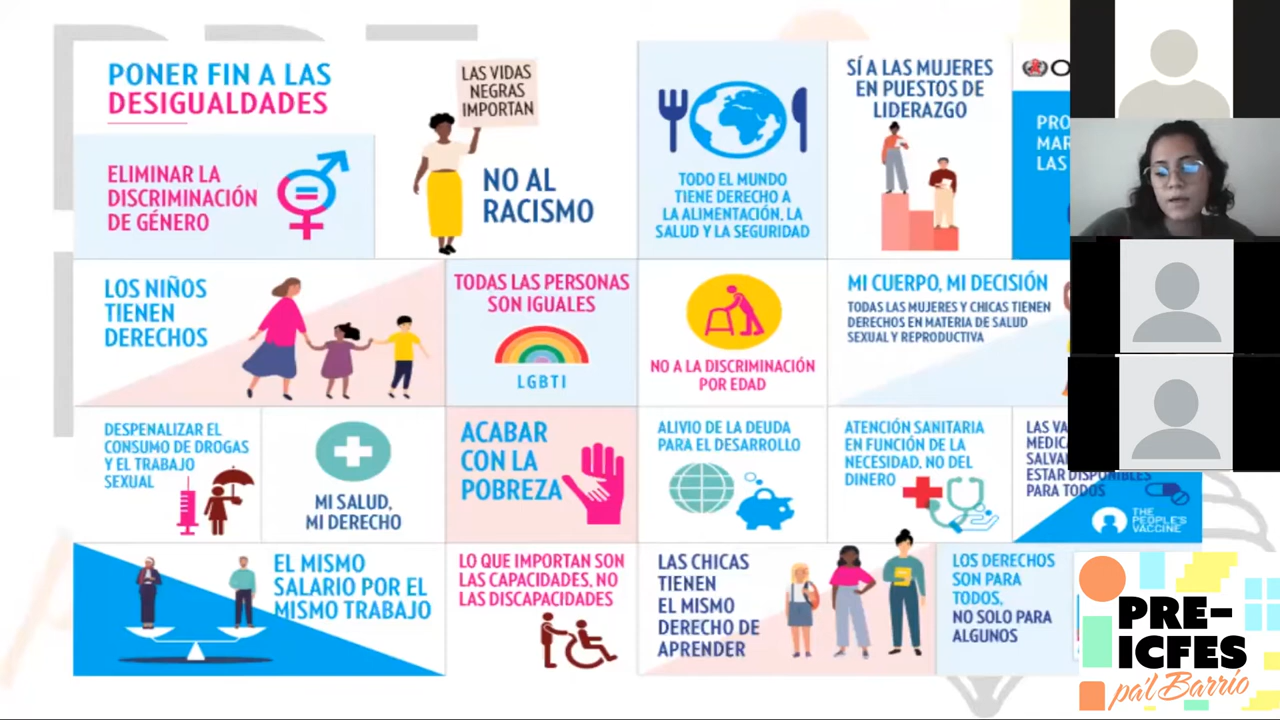 PONER FIN A LAS
DESIGUALDADES
LAS VIDAS
NEGRAS
IMPORTAN
ELIMINAR LA
DISCRIMINACIÓN
DE GÉNERO
NO AL
RACISMO
TODO EL MUNDO
TIENE DERECHO A
LA ALIMENTACIÓN, LA
SALUD Y LA SEGURIDAD
SÍ A LAS MUJERES
EN PUESTOS DE
LIDERAZGO
LOS NIÑOS
TIENEN
DERECHOS
TODAS LAS PERSONAS
SON IGUALES
LGBTI
NO A LA DISCRIMINACIÓN
POR EDAD
MI CUERPO, MI DECISIÓN
TODAS LAS MUJERES Y CHICAS TIENEN
DERECHOS EN MATERIA DE SALUD
SEXUAL Y REPRODUCTIVA
DESPENALIZAR EL
CONSUMO DE DROGAS
Y EL TRABAJO
SEXUAL
MI SALUD,
MI DERECHO
ACABAR
CON LA
POBREZA
ALIVIO DE LA DEUDA
PARA EL DESARROLLO
ATENCIÓN SANITARIA
EN FUNCIÓN DE LA
NECESIDAD, NO DEL
DINERO
LAS
ESTAR DISPONIBLES
PARA TODOS
THE
PEOPLE'S
VACCINE
EL MISMO
SALARIO POR EL
MISMO TRABAJO
LO QUE IMPORTAN SON
LAS CAPACIDADES, NO
LAS DISCAPACIDADES
LAS CHICAS
TIENEN
EL MISMO
DERECHO DE
APRENDER
LOS DERECHOS
SON PARA
TODOS,
NO SOLO PARA
ALGUNOS
PRE-
ICFES
pa'l Barrio